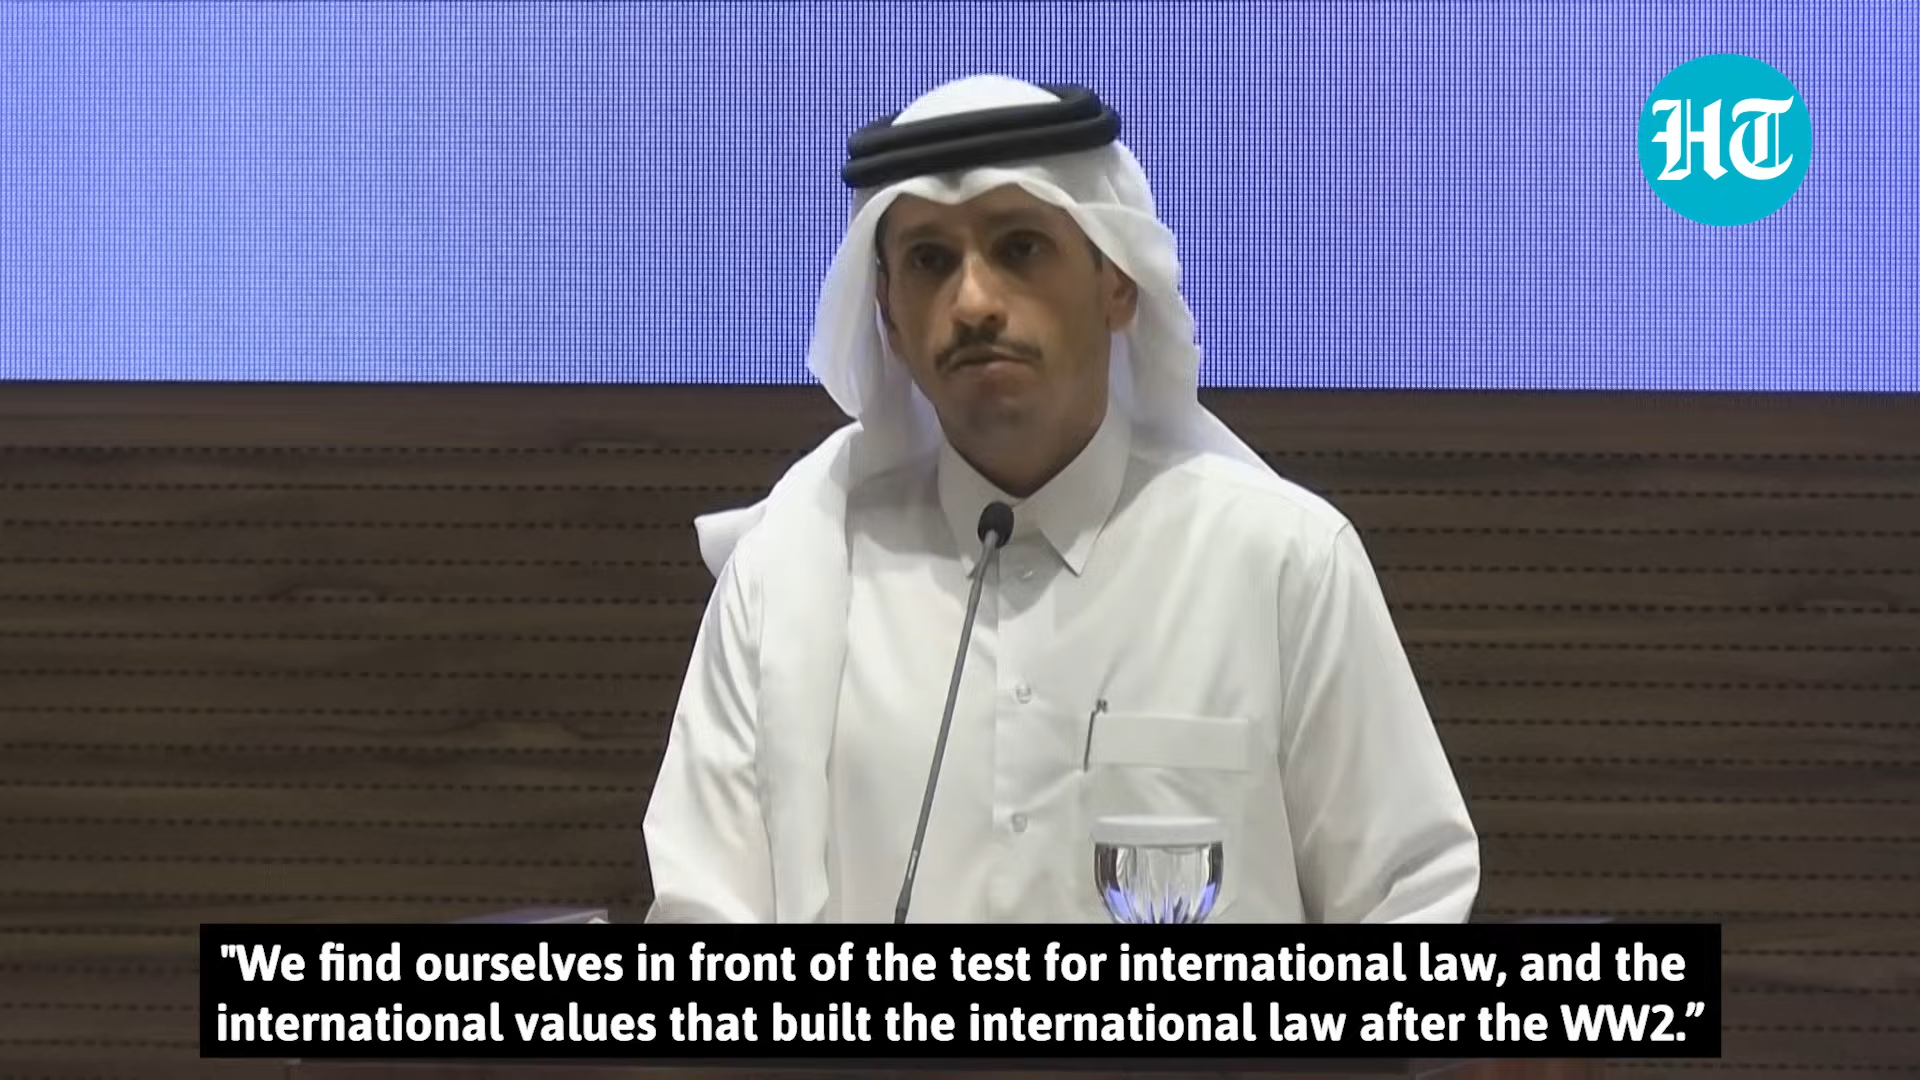 HT
"We find ourselves in front of the test for international law, and the
international values that built the international law after the WW2.”